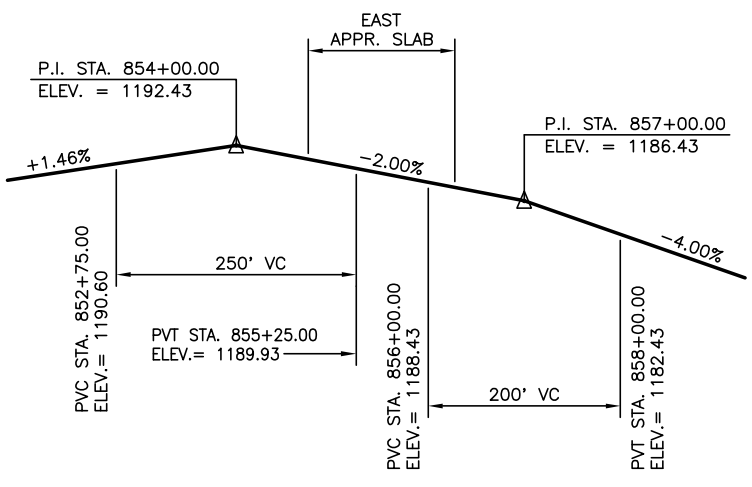 EAST
APPR. SLAB
P.I. STA. 854+00.00
ELEV. = 1192.43
P.I. STA. 857+00.00
ELEV. = 1186.43
+1.46%
-2.00%
-4.00%
250' VC
PVC STA. 852+75.00
ELEV.= 1190.60
PVT STA. 855+25.00
ELEV.= 1189.93
PVC STA. 856+00.00
ELEV.= 1188.43
200' VC
PVT STA. 858+00.00
ELEV.= 1182.43